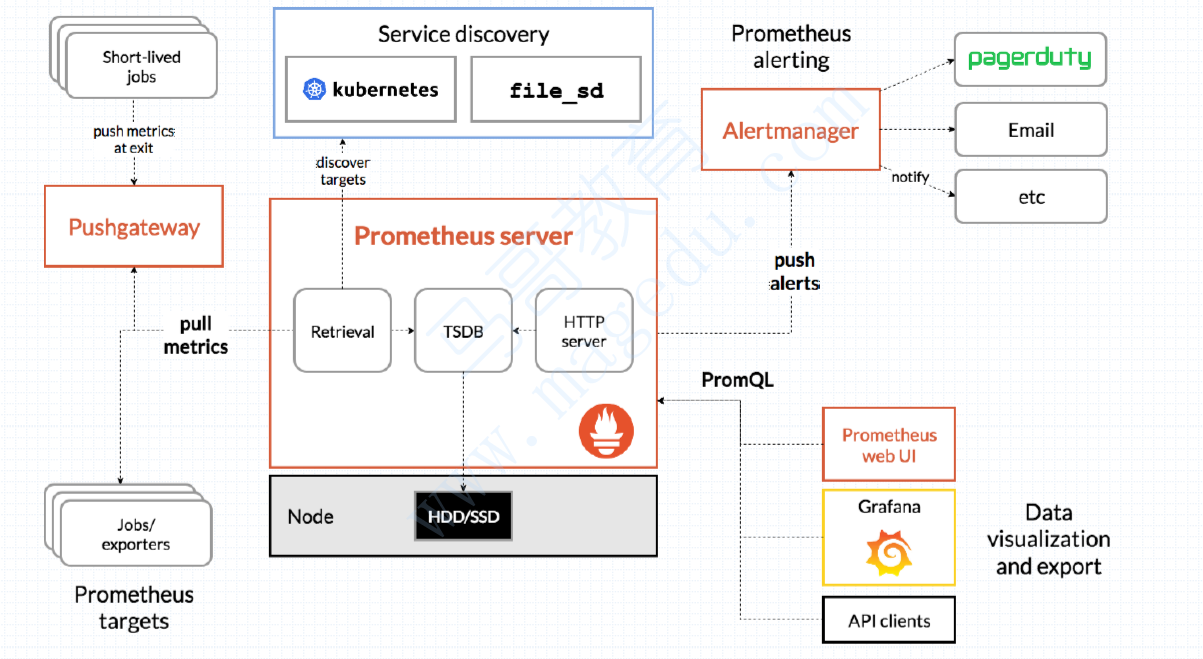 Short-lived
jobs
push metrics
at exit
Pushgateway
pull
metrics
Jobs/
exporters
Prometheus
targets
Service discovery
kubernetes
file_sd
discover
targets
Prometheus server
Retrieval
TSDB
HTTP
server
Node
HDD/SSD
Prometheus
alerting
Alertmanager
pagerduty
Email
notify
etc
push
alerts
PromQL
Prometheus
web UI
Grafana
API clients
Data
visualization
and export
马哥教育
www.magedu.com